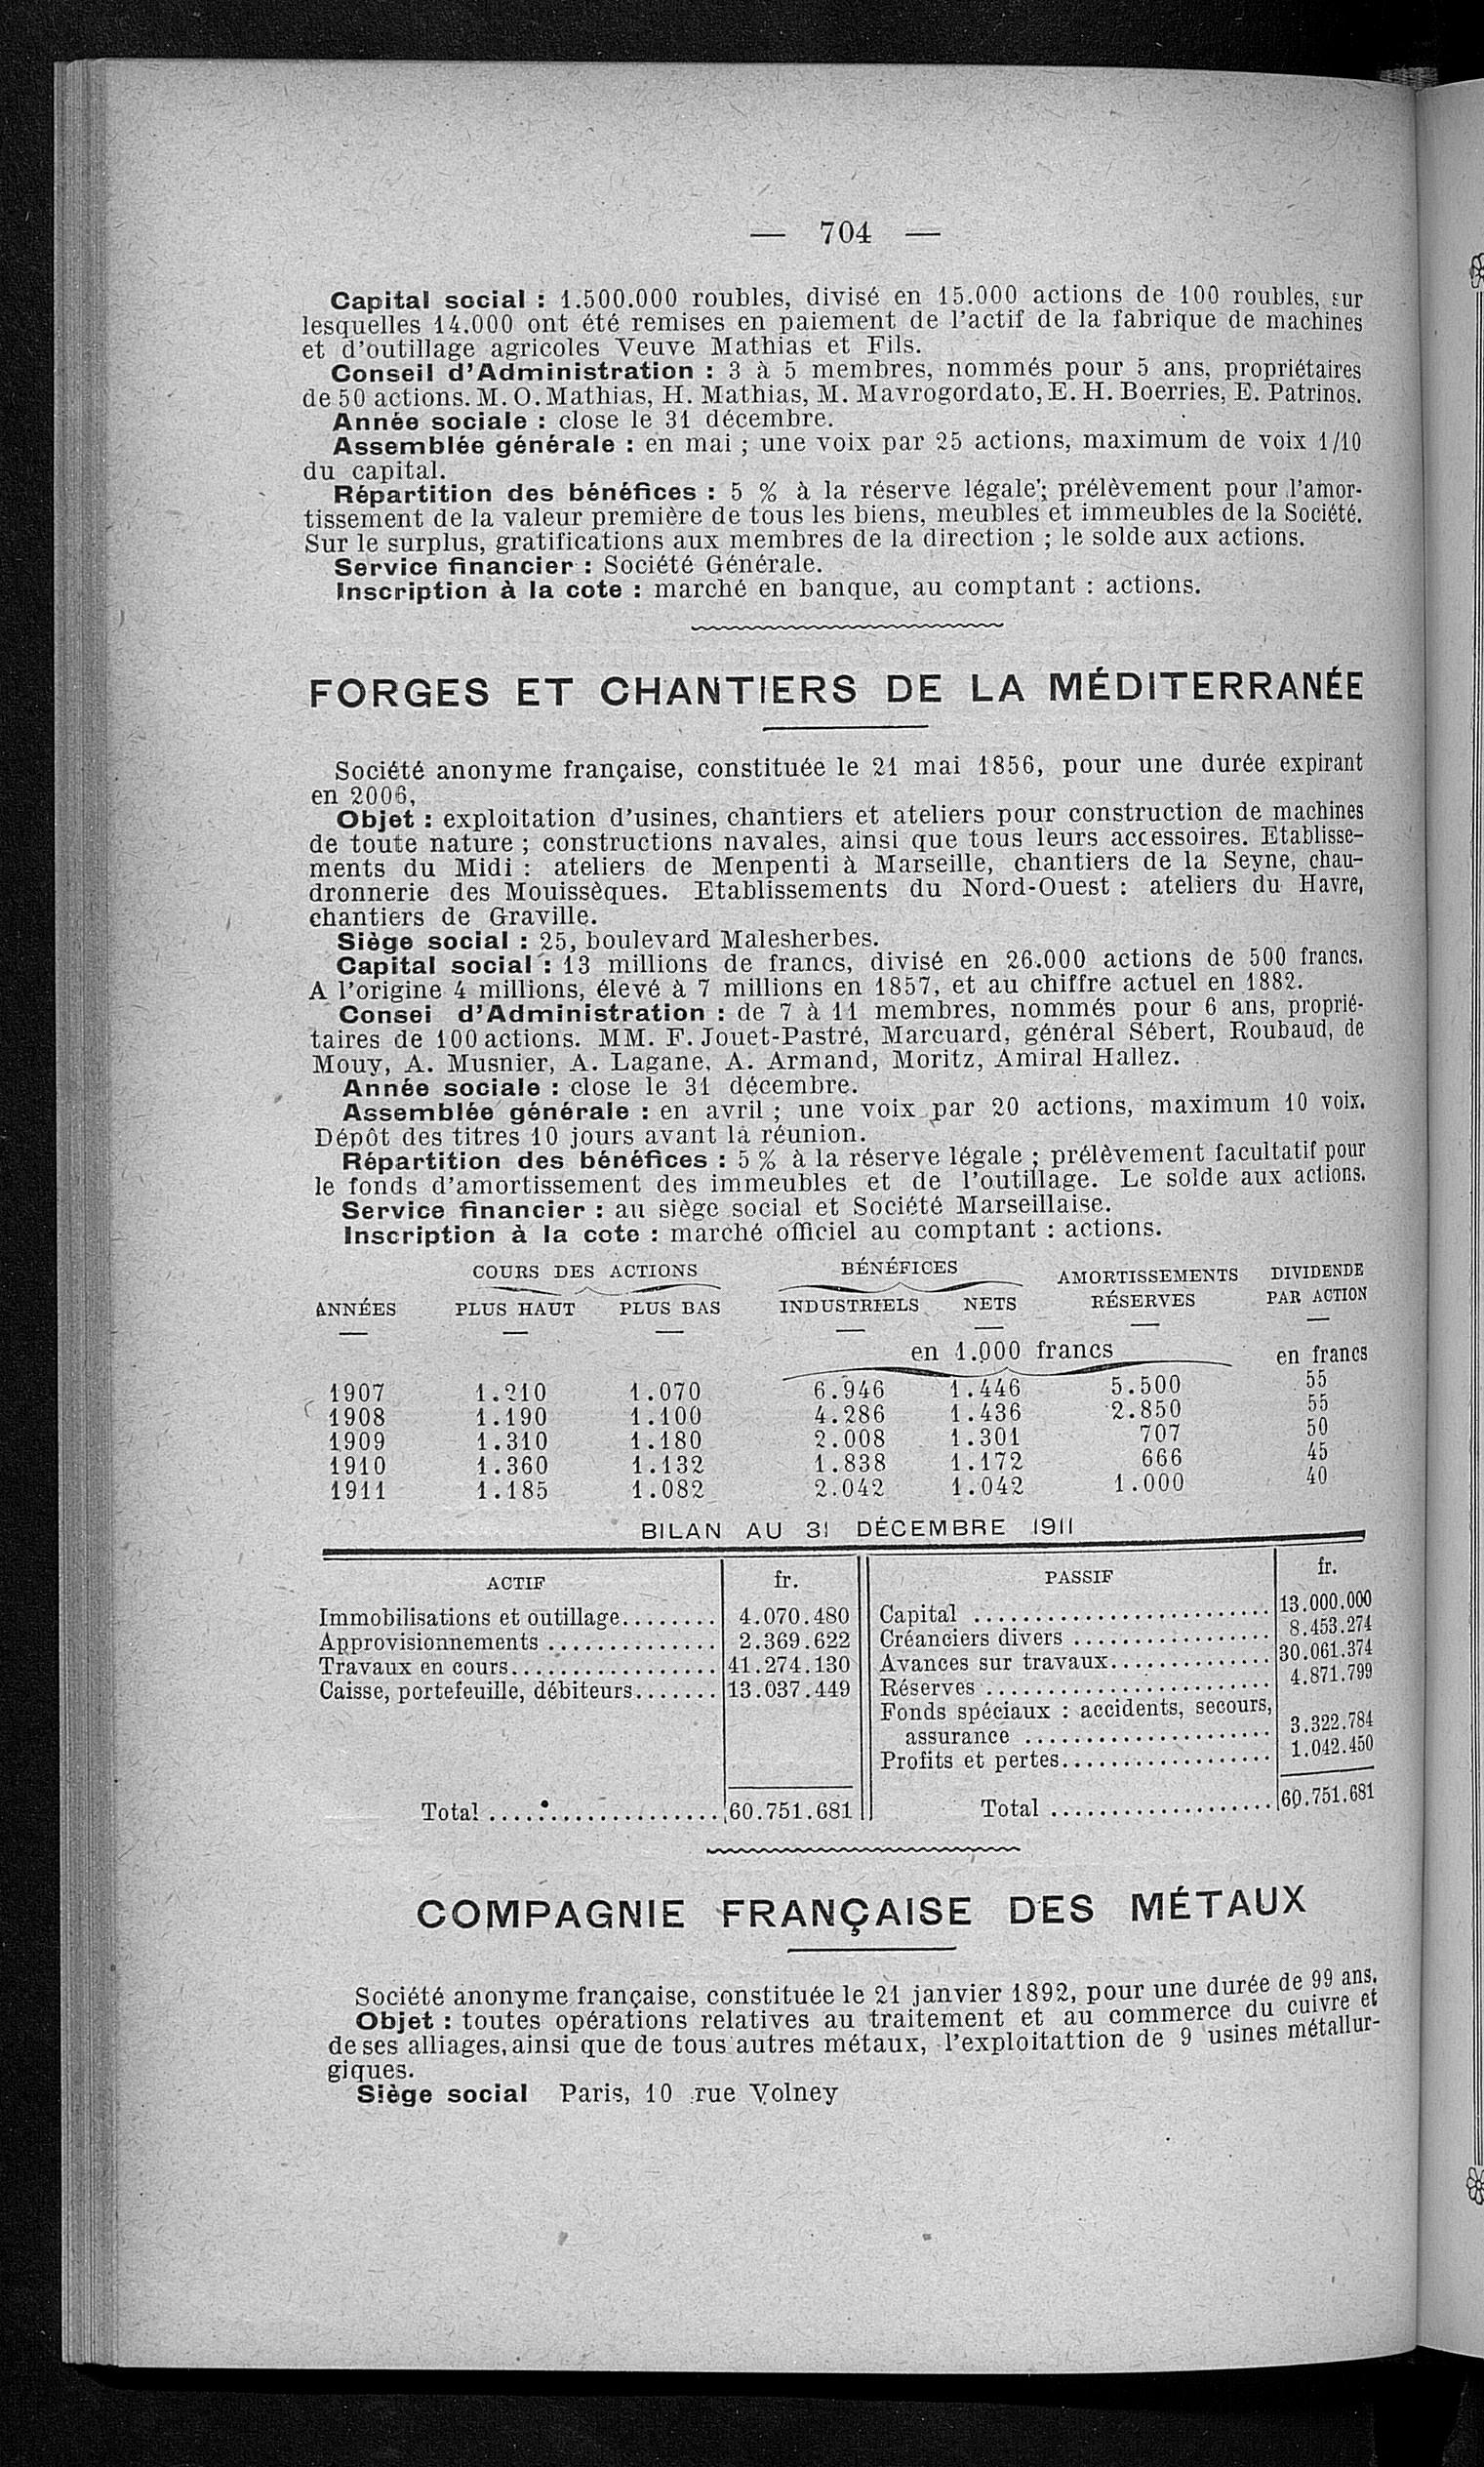 — 704 —
Capital social : 1.500.000 roubles, divisé en 15.000 actions de 100 roubles, sur
lesquelles 14.000 ont été remises en paiement de l'actif de la fabrique de machines
et d'outillage agricoles Veuve Mathias et Fils.
Conseil d'Administration : 3 à 5 membres, nommés pour 5 ans, propriétaires
de 50 actions. M. O. Mathias, H. Mathias, M. Mavrogordato, E. H. Boerries, E. Patrinos.
Année sociale : close le 31 décembre.
Assemblée générale : en mai ; une voix par 25 actions, maximum de voix 1/10
du capital.
Répartition des bénéfices : 5 % à la réserve légale ; prélèvement pour l'amor-
tissement de la valeur première de tous les biens, meubles et immeubles de la Société.
Sur le surplus, gratifications aux membres de la direction ; le solde aux actions.
Service financier : Société Générale.
Inscription à la cote : marché en banque, au comptant : actions.
FORGES ET CHANTIERS DE LA MÉDITERRANÉE
Société anonyme française, constituée le 21 mai 1856, pour une durée expirant
en 2006,
Objet : exploitation d'usines, chantiers et ateliers pour construction de machines
de toute nature ; constructions navales, ainsi que tous leurs accessoires. Etablisse-
ments du Midi : ateliers de Menpenti à Marseille, chantiers de la Seyne, chau-
dronnerie des Mouissèques. Etablissements du Nord-Ouest : ateliers du Havre,
chantiers de Graville.
Siège social : 25, boulevard Malesherbes.
Capital social : 13 millions de francs, divisé en 26.000 actions de 500 francs.
A l'origine 4 millions, élevé à 7 millions en 1857, et au chiffre actuel en 1882.
Consei d'Administration : de 7 à 11 membres, nommés pour 6 ans, proprié-
taires de 100 actions. MM. F. Jouet-Pastré, Marcuard, général Sébert, Roubaud, de
Mouy, A. Musnier, A. Lagane, A. Armand, Moritz, Amiral Hallez.
Année sociale : close le 31 décembre.
Assemblée générale : en avril ; une voix par 20 actions, maximum 10 voix.
Dépôt des titres 10 jours avant la réunion.
Répartition des bénéfices : 5 % à la réserve légale ; prélèvement facultatif pour
le fonds d'amortissement des immeubles et de l'outillage. Le solde aux actions.
Service financier : au siège social et Société Marseillaise.
Inscription à la cote : marché officiel au comptant : actions.
COURS DES ACTIONS BÉNÉFICES AMORTISSEMENTS DIVIDENDE
ANNÉES PLUS HAUT PLUS BAS INDUSTRIELS NETS RÉSERVES PAR ACTION
en 1.000 francs en francs
1907 1.210 1.070 6.946 1.446 5.500 55
1908 1.190 1.100 4.286 1.436 2.850 55
1909 1.310 1.180 2.008 1.301 707 50
1910 1.360 1.132 1.838 1.172 666 45
1911 1.185 1.082 2.042 1.042 1.000 40
BILAN AU 31 DÉCEMBRE 1911
ACTIF fr. PASSIF fr.
Immobilisations et outillage........ 4.070.480 Capital ........................ 13.000.000
Approvisionnements .............. 2.369.622 Créanciers divers ................. 8.453.274
Travaux en cours................. 41.274.130 Avances sur travaux.............. 30.061.374
Caisse, portefeuille, débiteurs....... 13.037.449 Réserves ........................ 4.871.799
Fonds spéciaux : accidents, secours,
assurance ..................... 3.322.784
Profits et pertes.................. 1.042.450
Total ................... 60.751.681 Total ................... 60.751.681
COMPAGNIE FRANÇAISE DES MÉTAUX
Société anonyme française, constituée le 21 janvier 1892, pour une durée de 99 ans.
Objet : toutes opérations relatives au traitement et au commerce du cuivre et
de ses alliages, ainsi que de tous autres métaux, l'exploitattion de 9 usines métallur-
giques.
Siège social Paris, 10 rue Volney